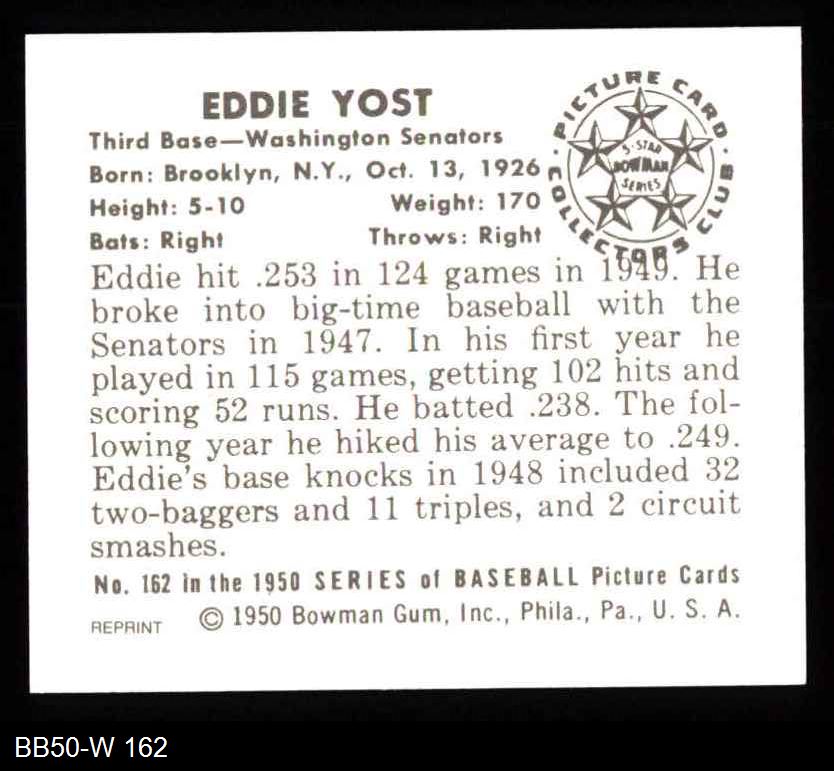 EDDIE YOST
Third Base—Washington Senators
Born: Brooklyn, N.Y., Oct. 13, 1926
Height: 5-10 Weight: 170
Bats: Right Throws: Right
PICTURE CARD COLLECTORS CLUB
5-STAR
BOWMAN
SERIES
Eddie hit .253 in 124 games in 1949. He
broke into big-time baseball with the
Senators in 1947. In his first year he
played in 115 games, getting 102 hits and
scoring 52 runs. He batted .238. The fol-
lowing year he hiked his average to .249.
Eddie's base knocks in 1948 included 32
two-baggers and 11 triples, and 2 circuit
smashes.
No. 162 in the 1950 SERIES of BASEBALL Picture Cards
REPRINT © 1950 Bowman Gum, Inc., Phila., Pa., U. S. A.
BB50-W 162